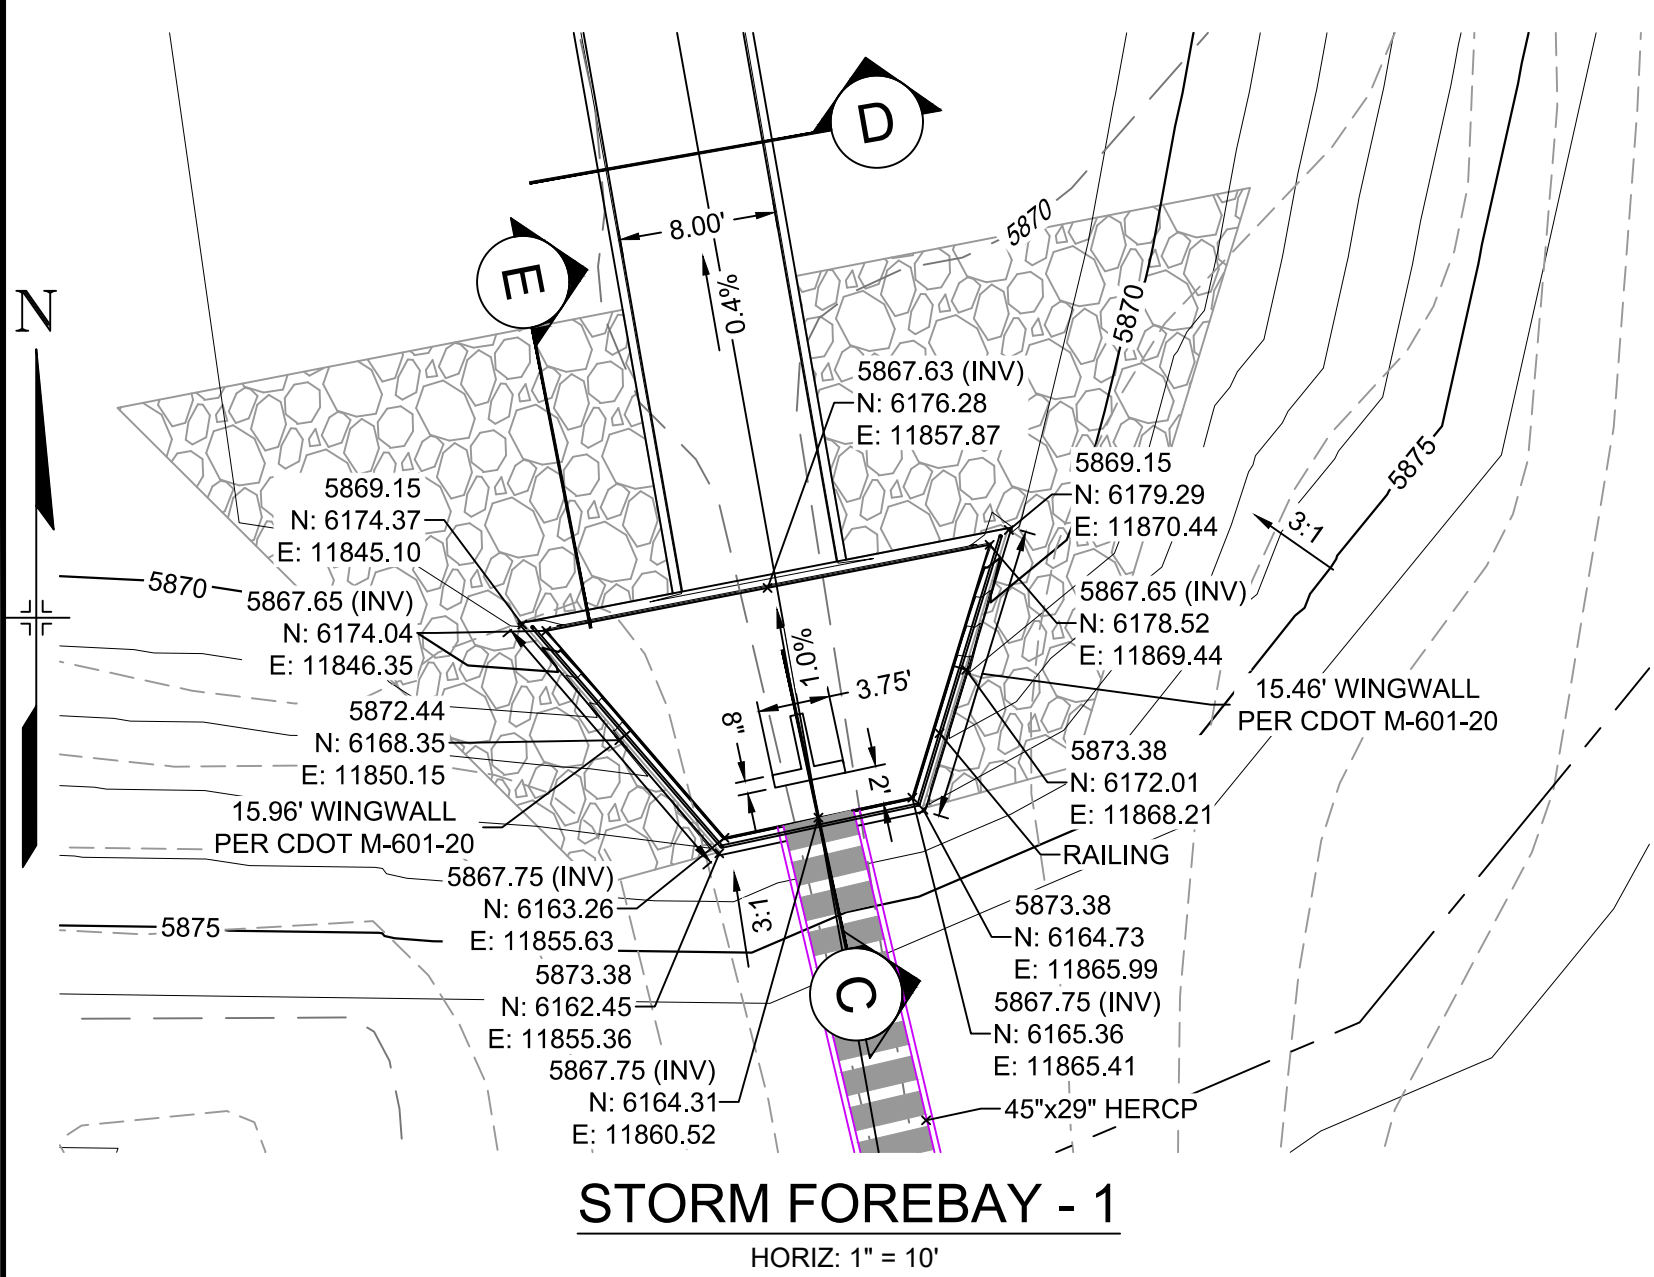 D
8.00'
5870
E
0.4%
N
5870
5867.63 (INV)
N: 6176.28
E: 11857.87
5875
5869.15
N: 6179.29
E: 11870.44
3:1
5869.15
N: 6174.37
E: 11845.10
5870
5867.65 (INV)
N: 6174.04
E: 11846.35
5867.65 (INV)
N: 6178.52
E: 11869.44
1.0%
3.75'
15.46' WINGWALL
PER CDOT M-601-20
8"
5872.44
N: 6168.35
E: 11850.15
5873.38
N: 6172.01
E: 11868.21
2'
15.96' WINGWALL
PER CDOT M-601-20
RAILING
5867.75 (INV)
N: 6163.26
E: 11855.63
3:1
5875
5873.38
N: 6164.73
E: 11865.99
5873.38
N: 6162.45
E: 11855.36
C
5867.75 (INV)
N: 6165.36
E: 11865.41
5867.75 (INV)
N: 6164.31
E: 11860.52
45"x29" HERCP
STORM FOREBAY - 1
HORIZ: 1" = 10'